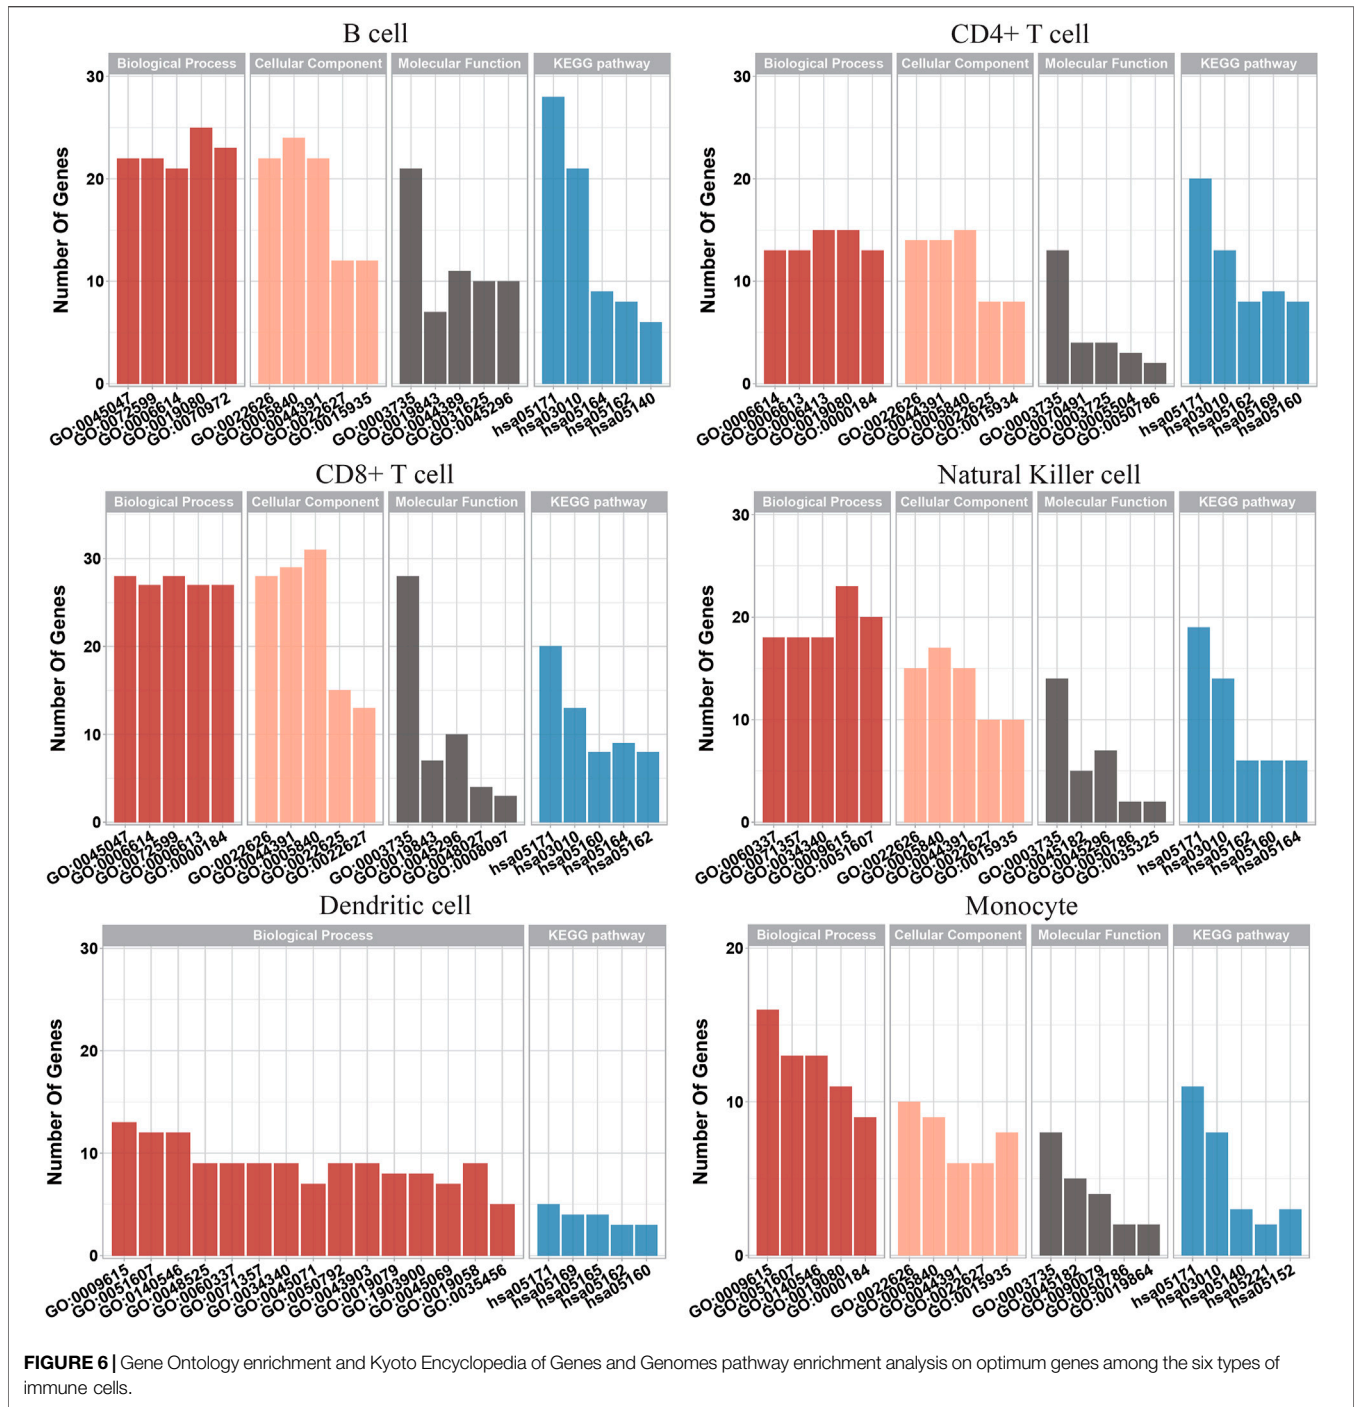 B cell
Biological Process Cellular Component Molecular Function KEGG pathway
Number Of Genes
30
20
10
0
GO:0045047 GO:0072599 GO:0006614 GO:0019080 GO:0070972 GO:0022626 GO:0005840 GO:0044391 GO:0022627 GO:0015935 GO:0003735 GO:0019843 GO:0044389 GO:0031625 GO:0045296 hsa05171 hsa03010 hsa05164 hsa05162 hsa05140
CD4+ T cell
Biological Process Cellular Component Molecular Function KEGG pathway
Number Of Genes
30
20
10
0
GO:0006614 GO:0006613 GO:0006413 GO:0019080 GO:0000184 GO:0022626 GO:0044391 GO:0005840 GO:0022625 GO:0015934 GO:0003735 GO:0070491 GO:0003725 GO:0035504 GO:0050786 hsa05171 hsa03010 hsa05162 hsa05169 hsa05160
CD8+ T cell
Biological Process Cellular Component Molecular Function KEGG pathway
Number Of Genes
30
20
10
0
GO:0045047 GO:0006614 GO:0072599 GO:0006613 GO:0000184 GO:0022626 GO:0044391 GO:0005840 GO:0022625 GO:0022627 GO:0003735 GO:0019843 GO:0045296 GO:0048027 GO:0008097 hsa05171 hsa03010 hsa05160 hsa05164 hsa05162
Natural Killer cell
Biological Process Cellular Component Molecular Function KEGG pathway
Number Of Genes
30
20
10
0
GO:0060337 GO:0071357 GO:0034340 GO:0009615 GO:0051607 GO:0022626 GO:0005840 GO:0044391 GO:0022627 GO:0015935 GO:0003735 GO:0045182 GO:0045296 GO:0050786 GO:0035325 hsa05171 hsa03010 hsa05162 hsa05160 hsa05164
Dendritic cell
Biological Process KEGG pathway
Number Of Genes
30
20
10
0
GO:0009615 GO:0051607 GO:0140546 GO:0048525 GO:0060337 GO:0071357 GO:0034340 GO:0045071 GO:0050792 GO:0043903 GO:0019079 GO:1903900 GO:0045069 GO:0019058 GO:0035456 hsa05171 hsa05169 hsa05165 hsa05162 hsa05160
Monocyte
Biological Process Cellular Component Molecular Function KEGG pathway
Number Of Genes
20
10
0
GO:0009615 GO:0051607 GO:0140546 GO:0019080 GO:0000184 GO:0022626 GO:0005840 GO:0044391 GO:0022627 GO:0015935 GO:0003735 GO:0045182 GO:0090079 GO:0050786 GO:0019864 hsa05171 hsa03010 hsa05140 hsa05221 hsa05152
FIGURE 6 | Gene Ontology enrichment and Kyoto Encyclopedia of Genes and Genomes pathway enrichment analysis on optimum genes among the six types of
immune cells.